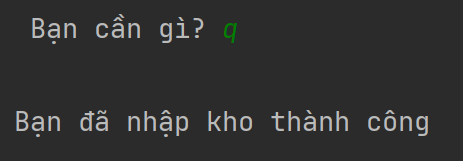 Bạn cần gì? q
Bạn đã nhập kho thành công